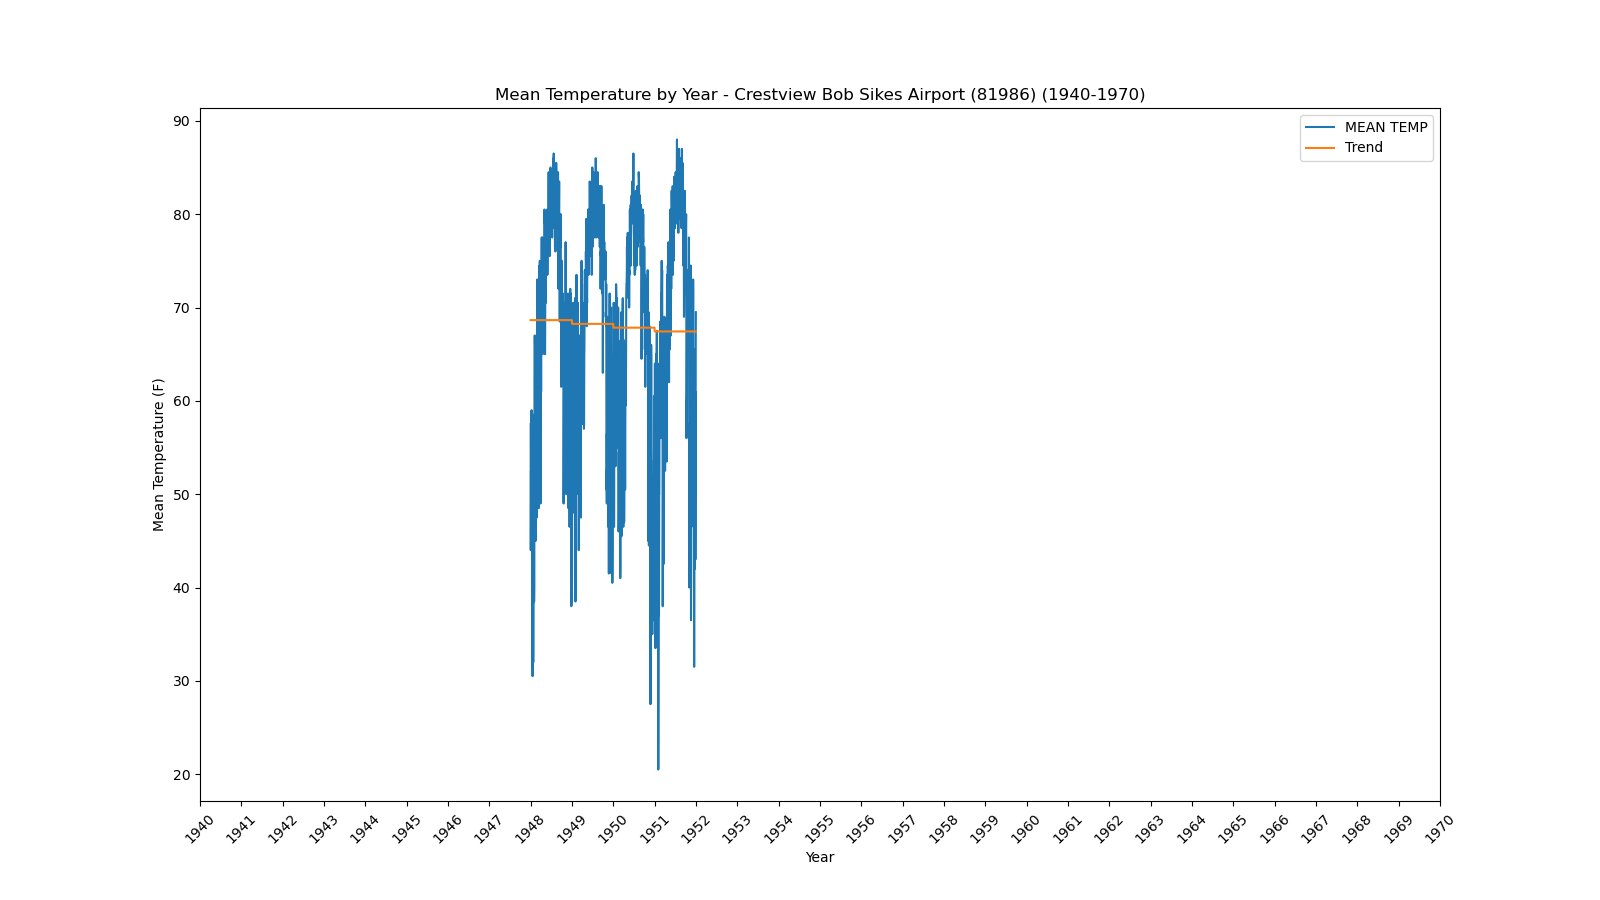 Mean Temperature by Year - Crestview Bob Sikes Airport (81986) (1940-1970)
MEAN TEMP
Trend
90
80
70
60
50
40
30
20
Mean Temperature (F)
1940 1941 1942 1943 1944 1945 1946 1947 1948 1949 1950 1951 1952 1953 1954 1955 1956 1957 1958 1959 1960 1961 1962 1963 1964 1965 1966 1967 1968 1969 1970
Year